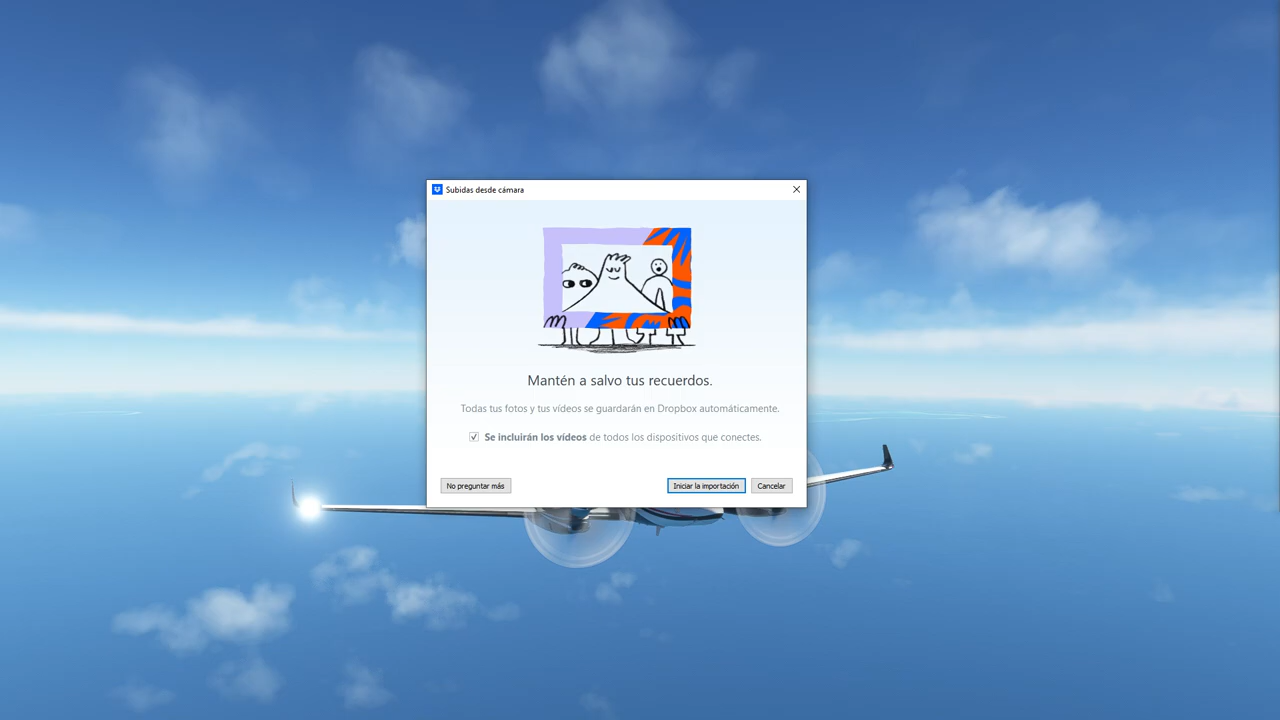 Subidas desde cámara
Mantén a salvo tus recuerdos.
Todas tus fotos y tus vídeos se guardarán en Dropbox automáticamente.
Se incluirán los vídeos de todos los dispositivos que conectes.
No preguntar más
Iniciar la importación
Cancelar